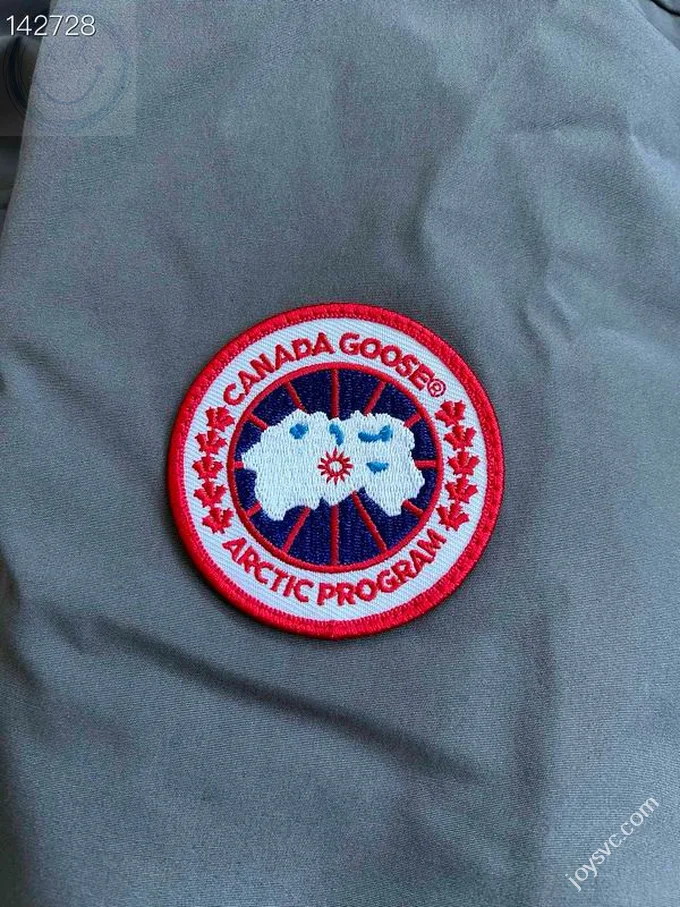 142728
CANADA GOOSE®
ARCTIC PROGRAM
joysvc.com